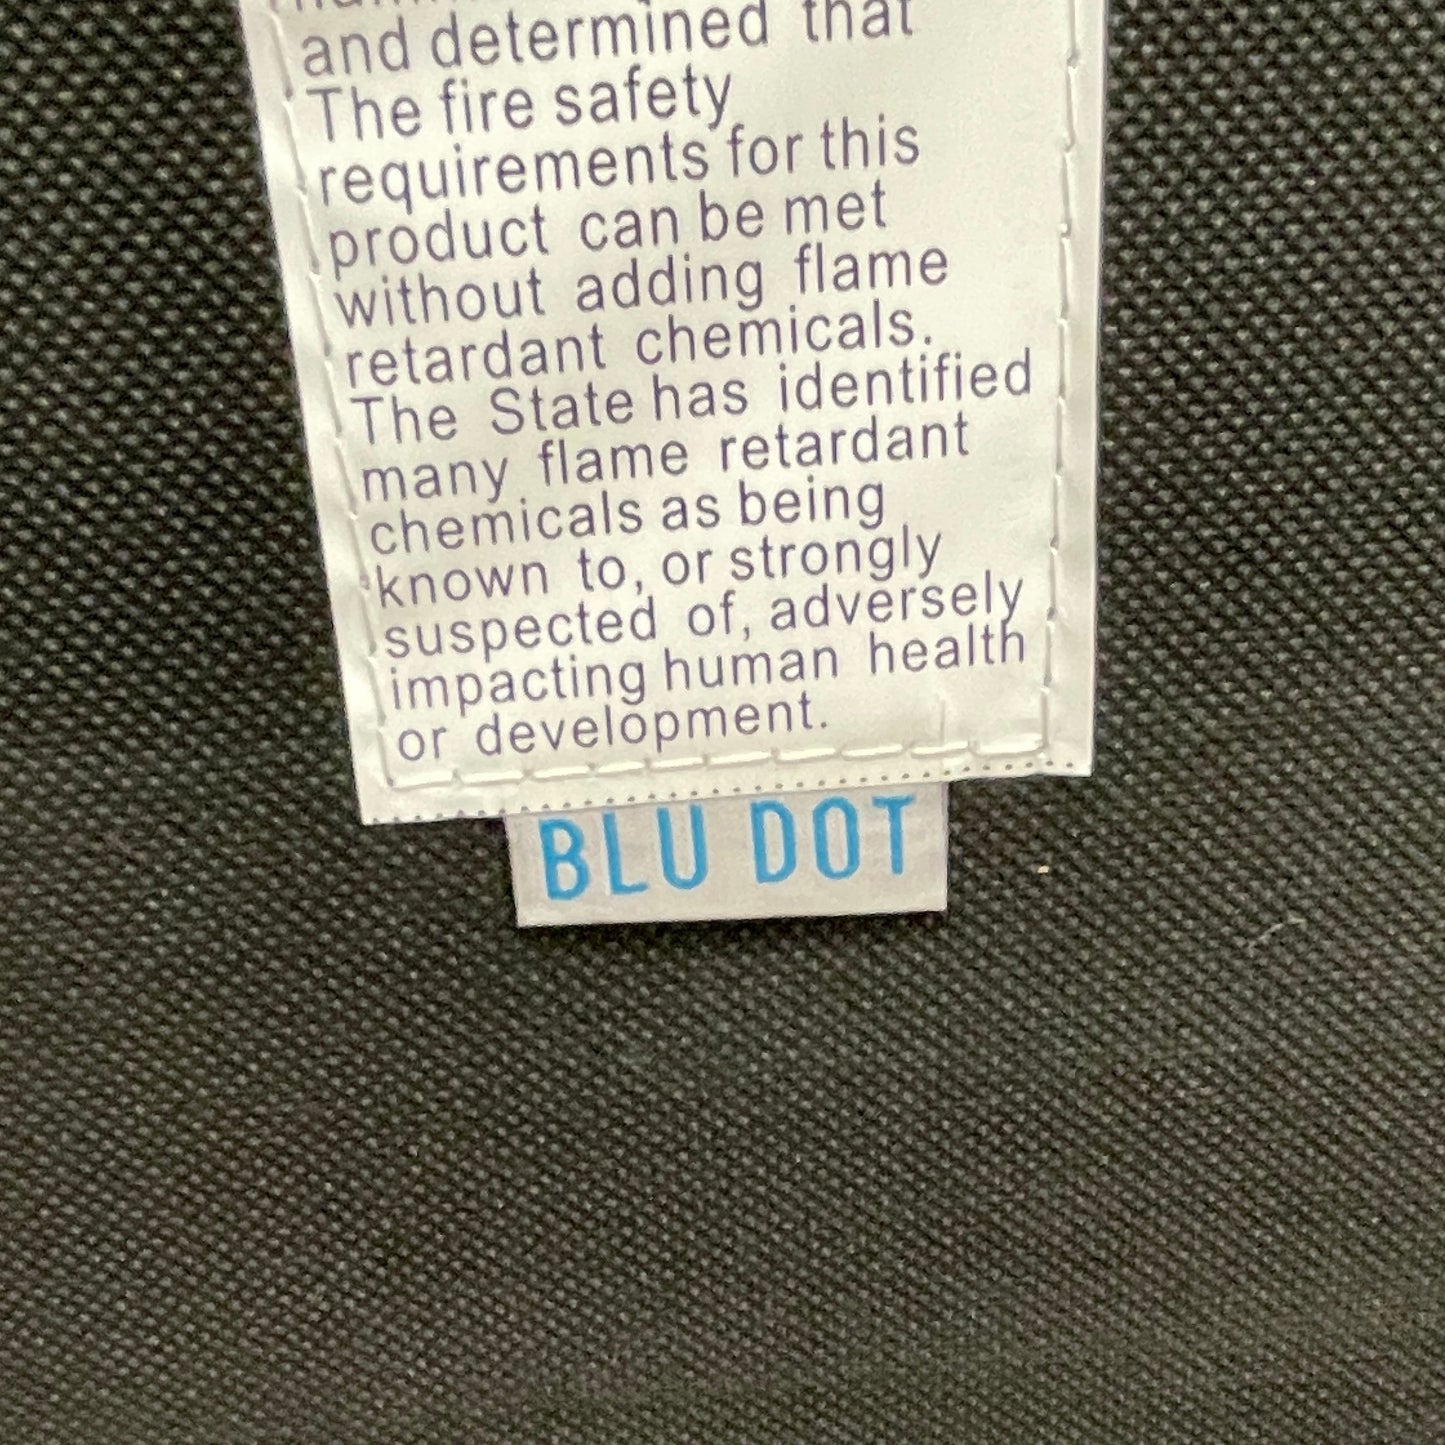 and determined that
The fire safety
requirements for this
product can be met
without adding flame
retardant chemicals.
The State has identified
many flame retardant
chemicals as being
known to, or strongly
suspected of, adversely
impacting human health
or development.
BLU DOT